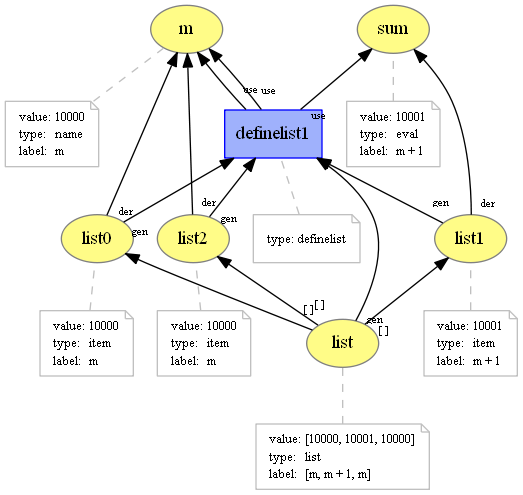 m
sum
use
use
use
value: 10000
type: name
label: m
value: 10001
type: eval
label: m + 1
definelist1
der
gen
der
gen
gen
der
list0
list2
type: definelist
list1
[]
[]
gen
[]
value: 10000
type: item
label: m
value: 10000
type: item
label: m
list
value: 10001
type: item
label: m + 1
value: [10000, 10001, 10000]
type: list
label: [m, m + 1, m]